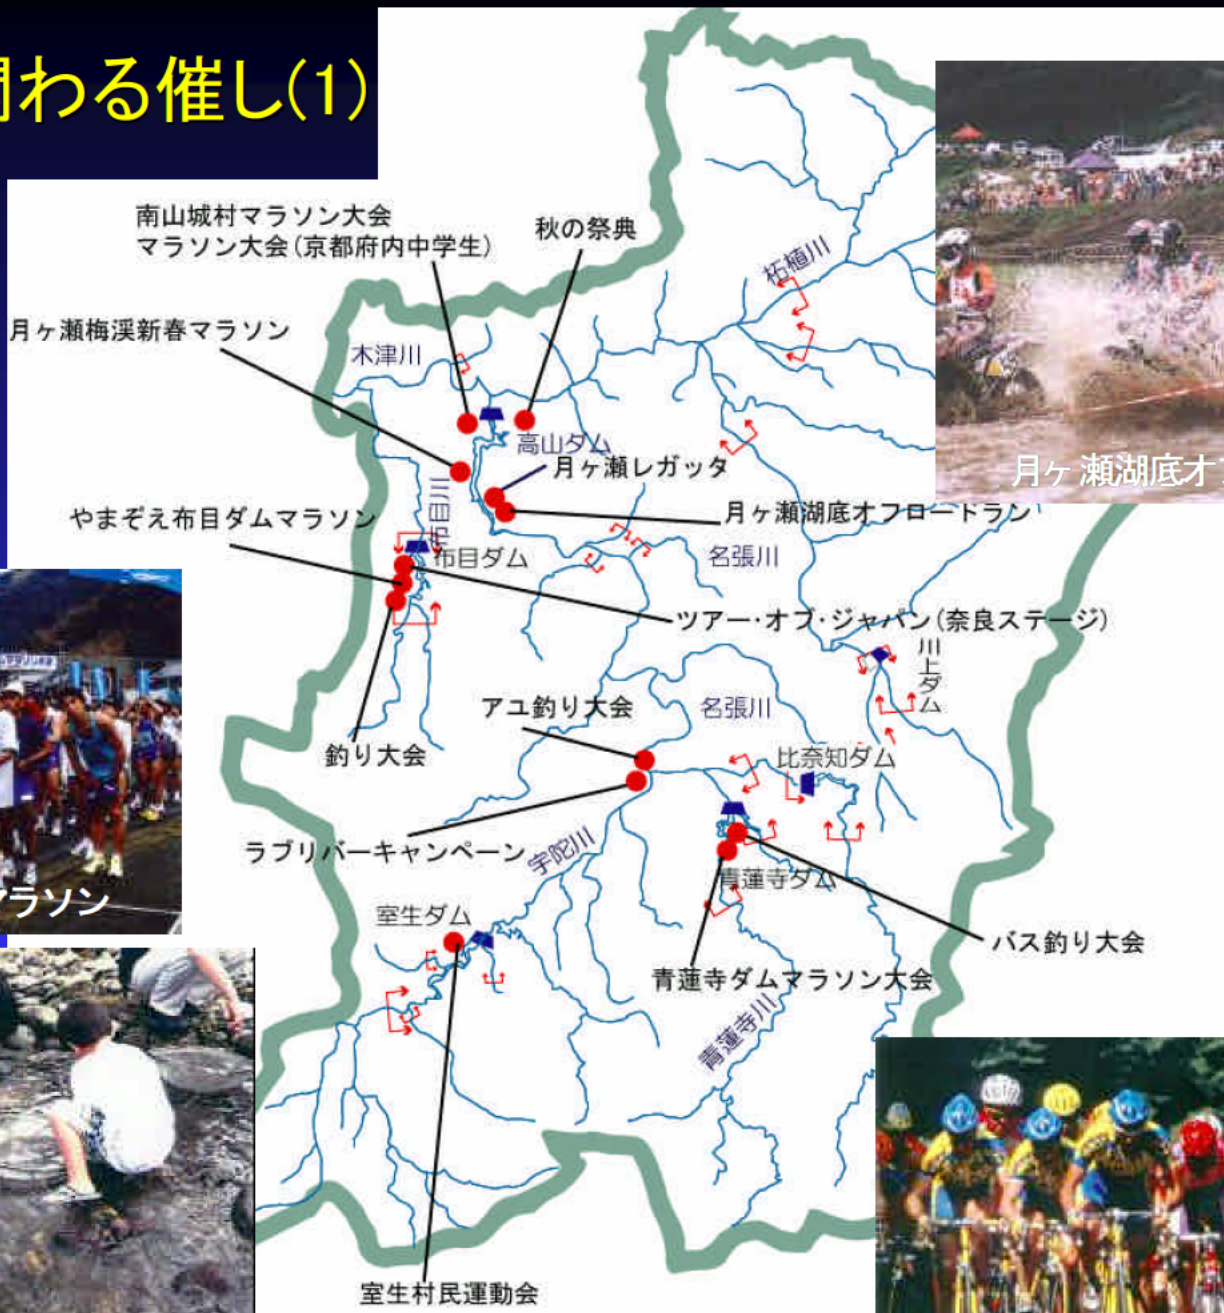 わる催し(1)
南山城村マラソン大会
マラソン大会(京都府内中学生)
秋の祭典
柘植川
月ヶ瀬梅渓新春マラソン
木津川
高山ダム
月ヶ瀬レガッタ
月ヶ瀬湖底オフ
やまぞえ布目ダムマラソン
布目川
月ヶ瀬湖底オフロードラン
布目ダム
名張川
ツアー・オブ・ジャパン(奈良ステージ)
川上ダム
アユ釣り大会
名張川
釣り大会
比奈知ダム
ラブリバーキャンペーン
宇陀川
青蓮寺ダム
マラソン
室生ダム
バス釣り大会
青蓮寺ダムマラソン大会
青蓮寺川
室生村民運動会